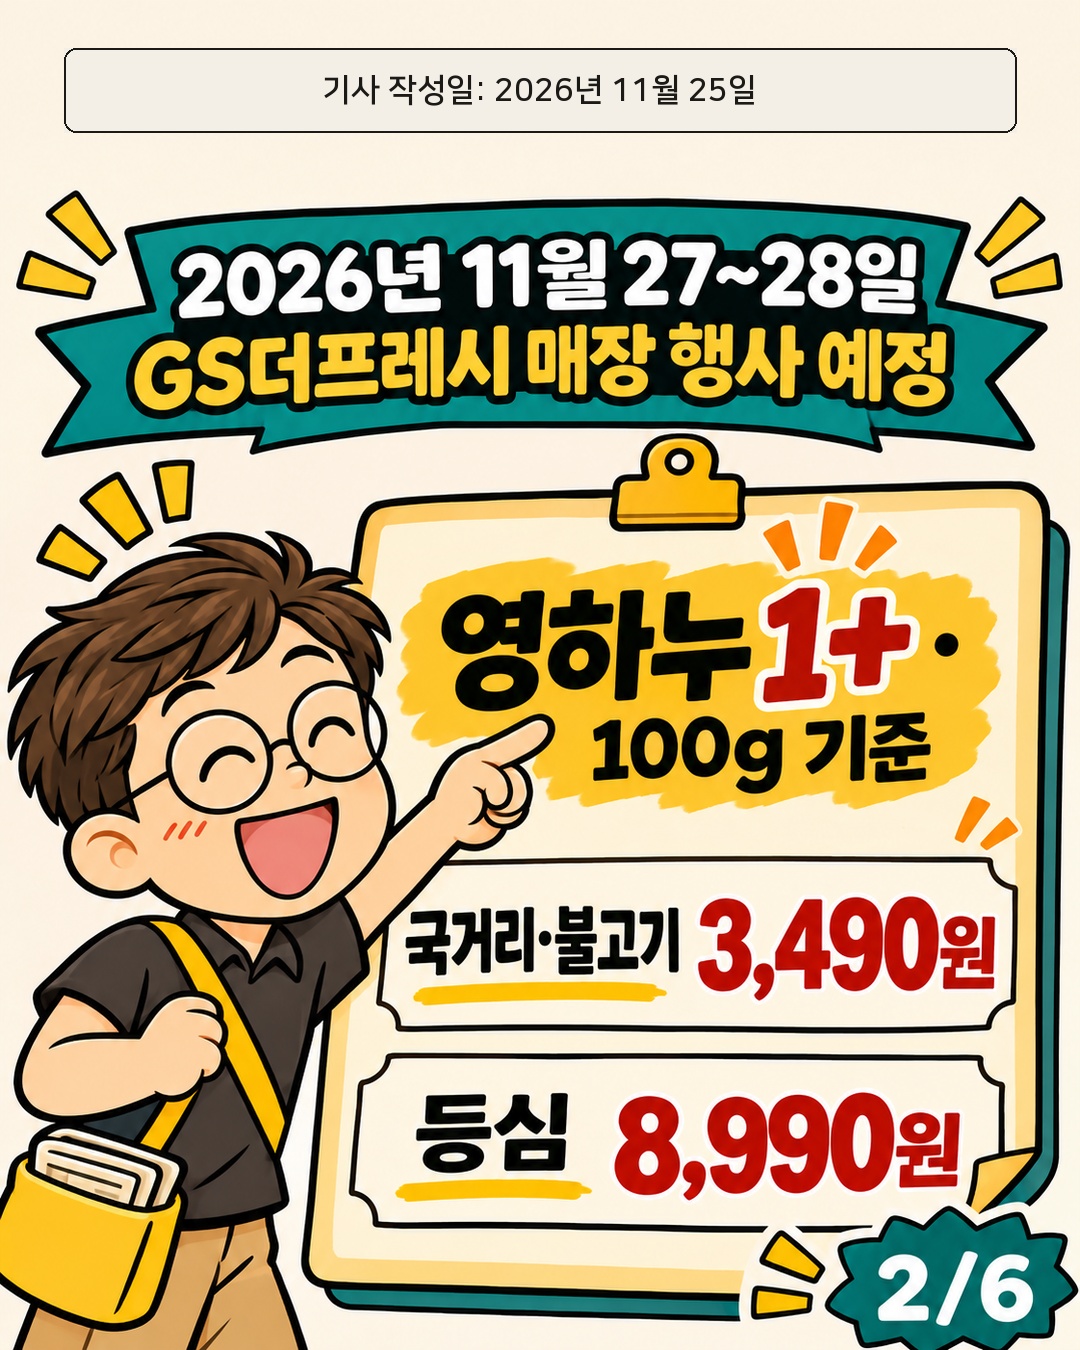 기사 작성일: 2026년 11월 25일
2026년 11월 27~28일
GS더프레시 매장 행사 예정
영하누 1+ •
100g 기준
국거리·불고기 3,490원
등심 8,990원
2/6